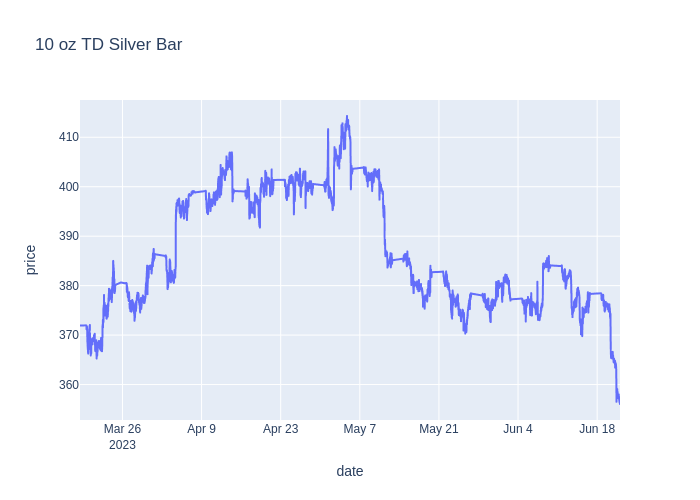 10 oz TD Silver Bar
price
410
400
390
380
370
360
Mar 26
2023
Apr 9
Apr 23
May 7
May 21
Jun 4
Jun 18
date